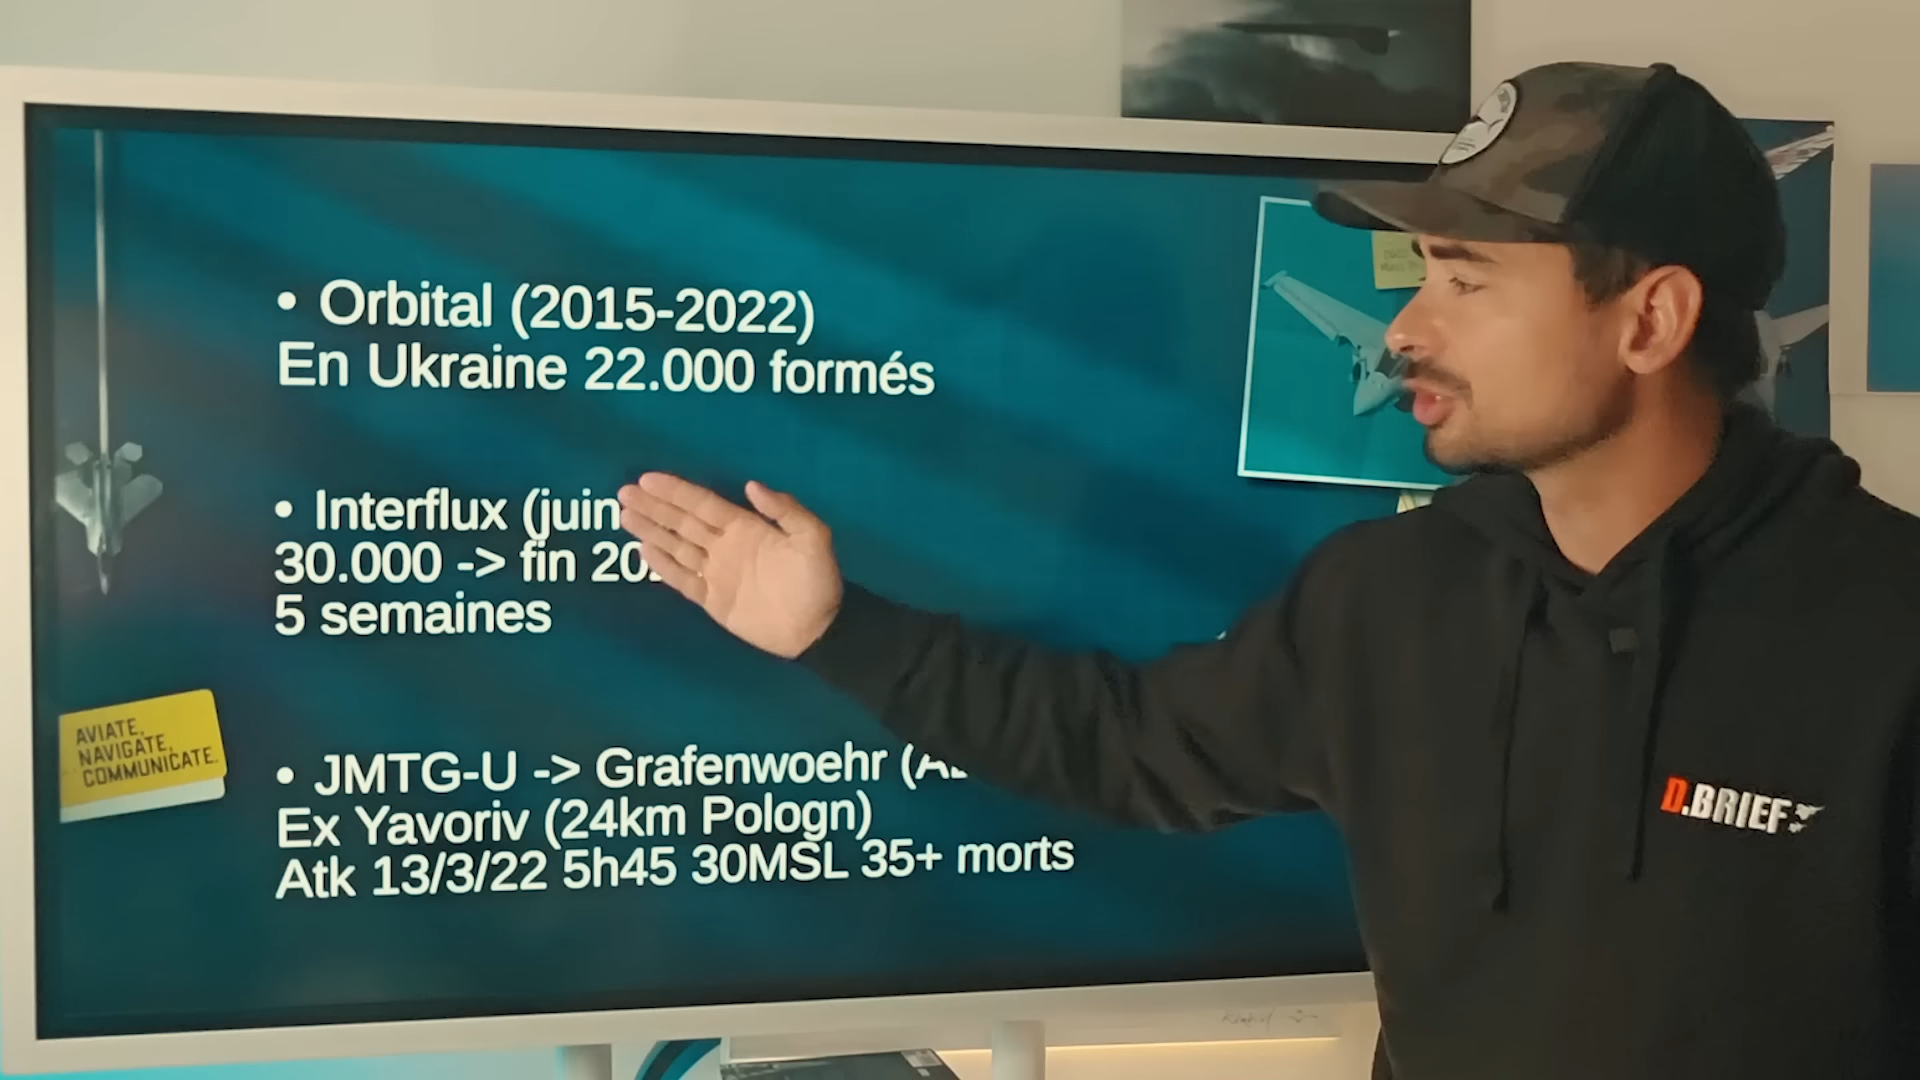 • Orbital (2015-2022)
En Ukraine 22.000 formés
• Interflux (juin
30.000 -> fin
5 semaines
AVIATE,
NAVIGATE,
COMMUNICATE.
• JMTG-U -> Grafenwoehr
Ex Yavoriv (24km Pologn)
Atk 13/3/22 5h45 30MSL 35+ morts
D.BRIEF